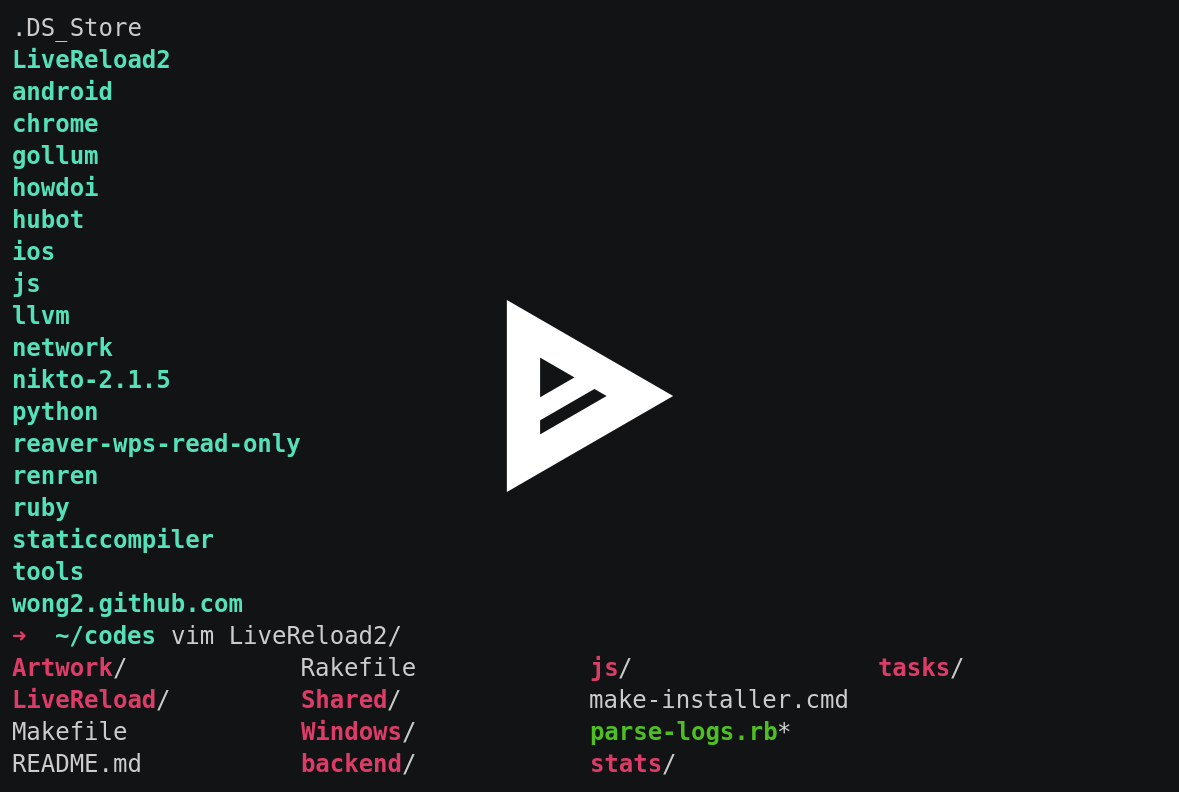 .DS_Store
LiveReload2
android
chrome
gollum
howdoi
hubot
ios
js
llvm
network
nikto-2.1.5
python
reaver-wps-read-only
renren
ruby
staticcompiler
tools
wong2.github.com
➜  ~/codes vim LiveReload2/
Artwork/ Rakefile js/ tasks/
LiveReload/ Shared/ make-installer.cmd
Makefile Windows/ parse-logs.rb*
README.md backend/ stats/